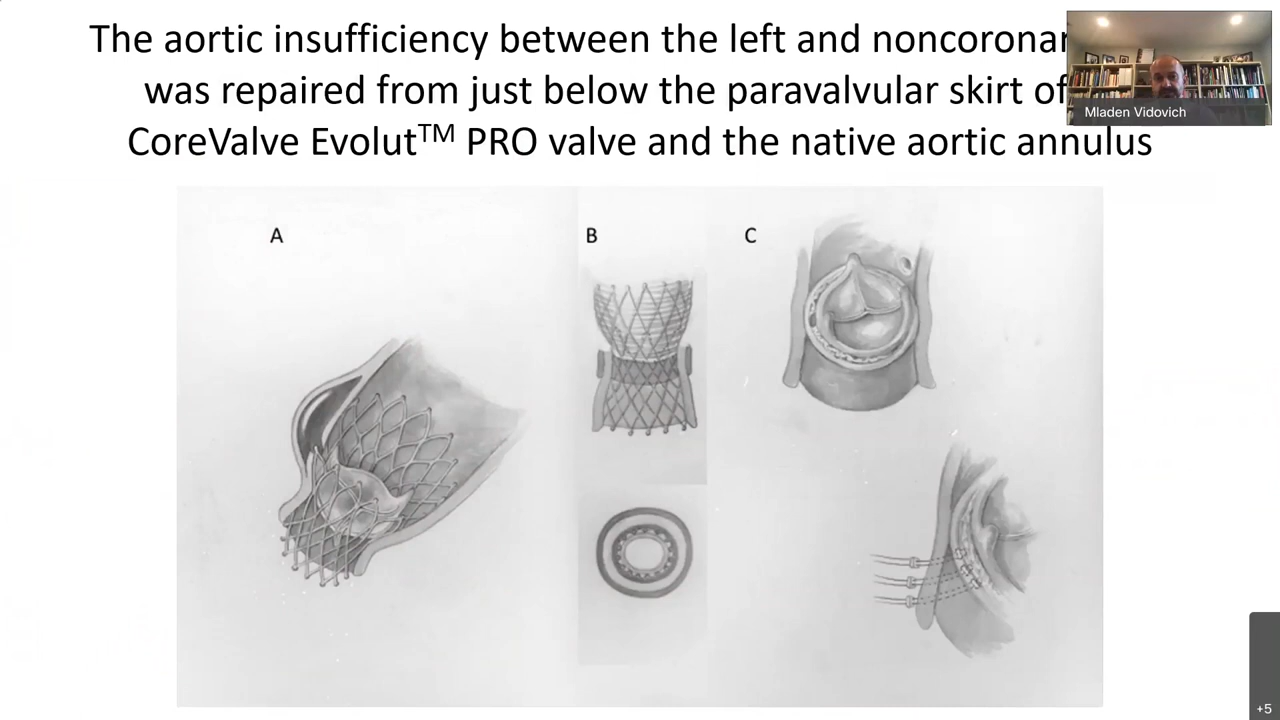 The aortic insufficiency between the left and noncoronar
was repaired from just below the paravalvular skirt of
CoreValve Evolut™ PRO valve and the native aortic annulus
Mladen Vidovich
A
B
C
+5